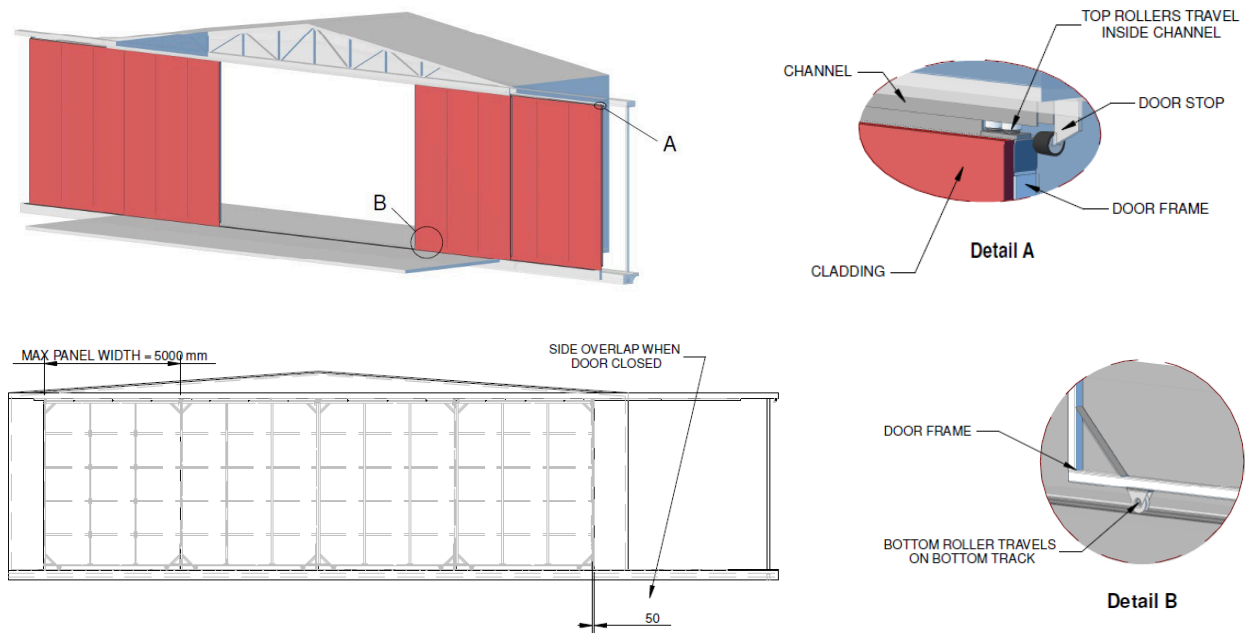 TOP ROLLERS TRAVEL
INSIDE CHANNEL
CHANNEL
DOOR STOP
A
B
DOOR FRAME
CLADDING
Detail A
MAX PANEL WIDTH = 5000 mm
SIDE OVERLAP WHEN
DOOR CLOSED
50
DOOR FRAME
BOTTOM ROLLER TRAVELS
ON BOTTOM TRACK
Detail B